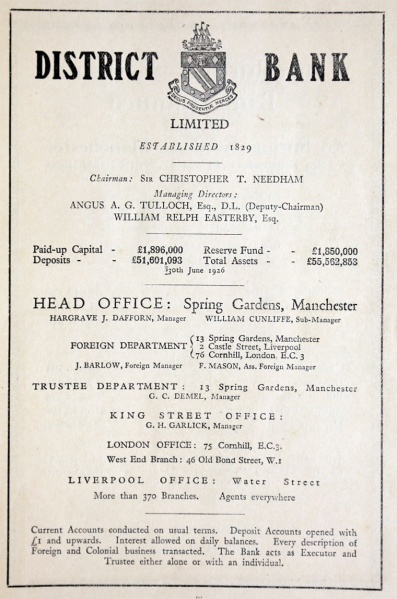 DISTRICT BANK
LIMITED
ESTABLISHED 1829
Chairman: SIR CHRISTOPHER T. NEEDHAM
Managing Directors:
ANGUS A. G. TULLOCH, Esq., D.L. (Deputy-Chairman)
WILLIAM RELPH EASTERBY, Esq.
Paid-up Capital - £1,896,000 Reserve Fund - - £1,850,000
Deposits - - £51,601,093 Total Assets - - £55,562,853
30th June 1926
HEAD OFFICE: Spring Gardens, Manchester
HARGRAVE J. DAFFORN, Manager WILLIAM CUNLIFFE, Sub-Manager
FOREIGN DEPARTMENT { 13 Spring Gardens, Manchester
2 Castle Street, Liverpool
76 Cornhill, London, E.C. 3
J. BARLOW, Foreign Manager F. MASON, Ass. Foreign Manager
TRUSTEE DEPARTMENT: 13 Spring Gardens, Manchester
G. C. DEMEL, Manager
KING STREET OFFICE:
G. H. GARLICK, Manager
LONDON OFFICE: 75 Cornhill, E.C.3.
West End Branch: 46 Old Bond Street, W.1
LIVERPOOL OFFICE: Water Street
More than 370 Branches. Agents everywhere
Current Accounts conducted on usual terms. Deposit Accounts opened with
£1 and upwards. Interest allowed on daily balances. Every description of
Foreign and Colonial business transacted. The Bank acts as Executor and
Trustee either alone or with an individual.